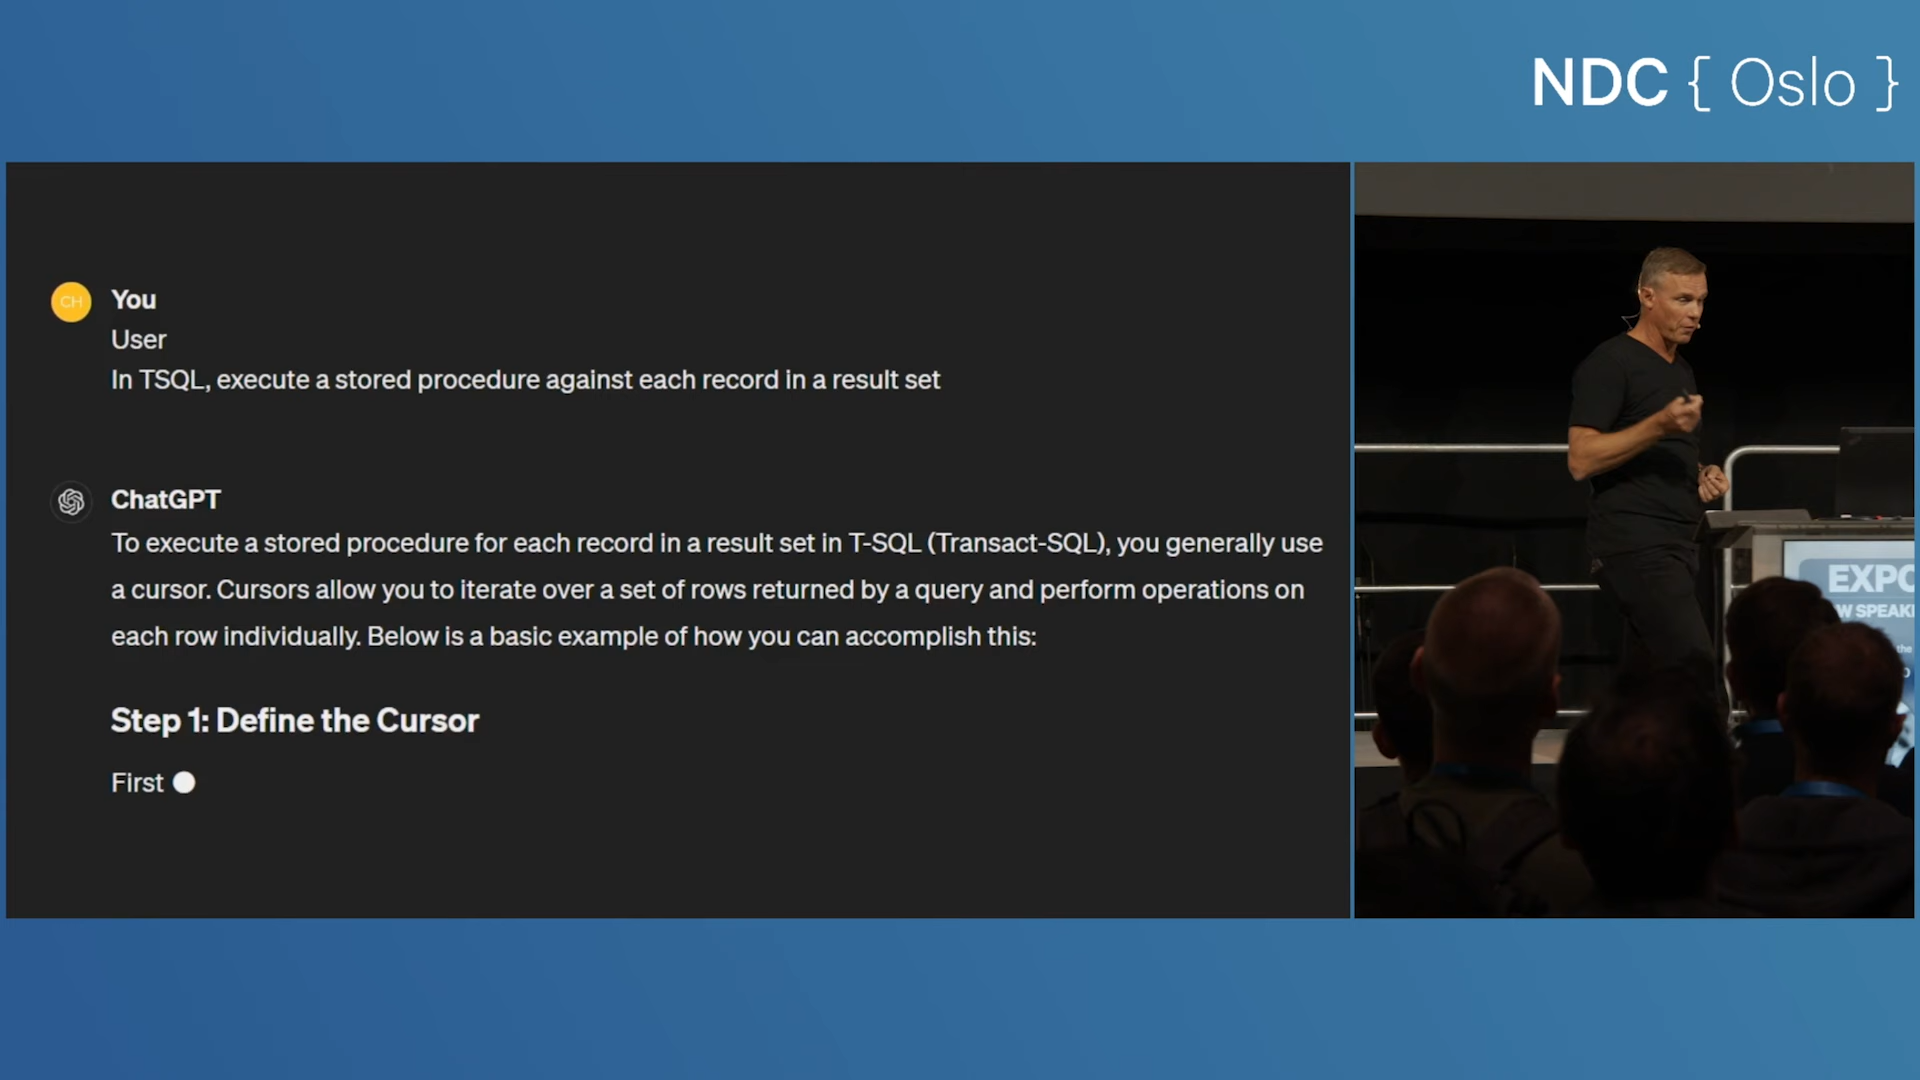 NDC { Oslo }
CH
You
User
In TSQL, execute a stored procedure against each record in a result set
ChatGPT
To execute a stored procedure for each record in a result set in T-SQL (Transact-SQL), you generally use
a cursor. Cursors allow you to iterate over a set of rows returned by a query and perform operations on
each row individually. Below is a basic example of how you can accomplish this:
Step 1: Define the Cursor
First
EXPO
W SPEAK
the